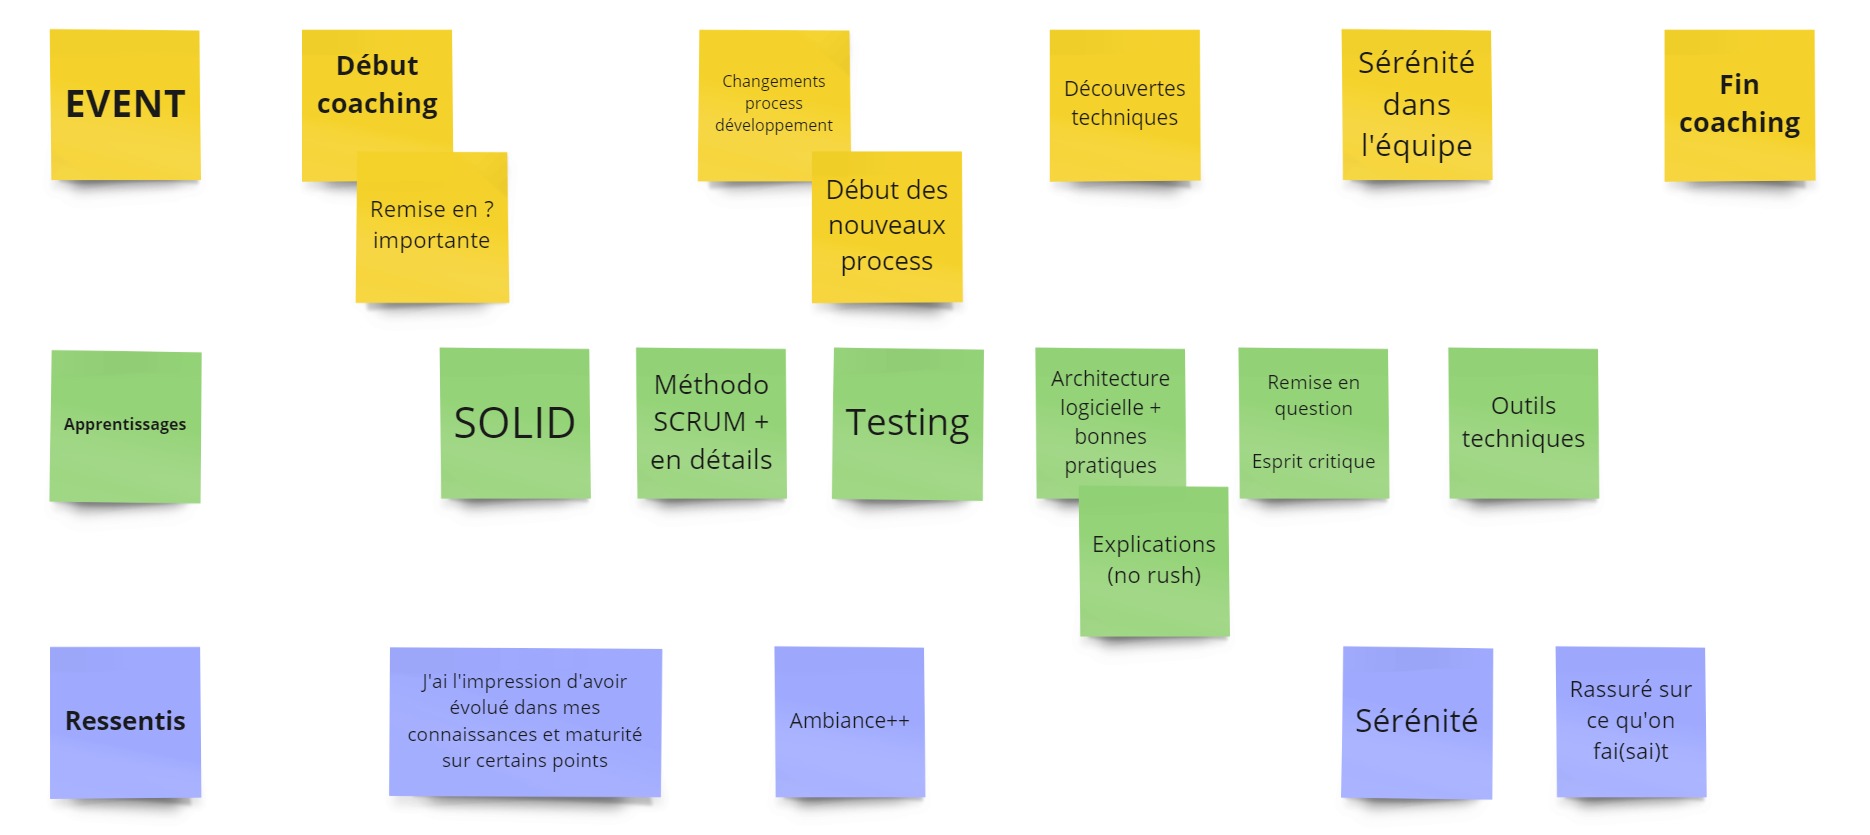 EVENT
Début
coaching
Remise en ?
importante
Changements
process
développement
Début des
nouveaux
process
Découvertes
techniques
Sérénité
dans
l'équipe
Fin
coaching
Apprentissages
SOLID
Méthodo
SCRUM +
en détails
Testing
Architecture
logicielle +
bonnes
pratiques
Explications
(no rush)
Remise en
question
Esprit critique
Outils
techniques
Ressentis
J'ai l'impression d'avoir
évolué dans mes
connaissances et maturité
sur certains points
Ambiance++
Sérénité
Rassuré sur
ce qu'on
fai(sai)t